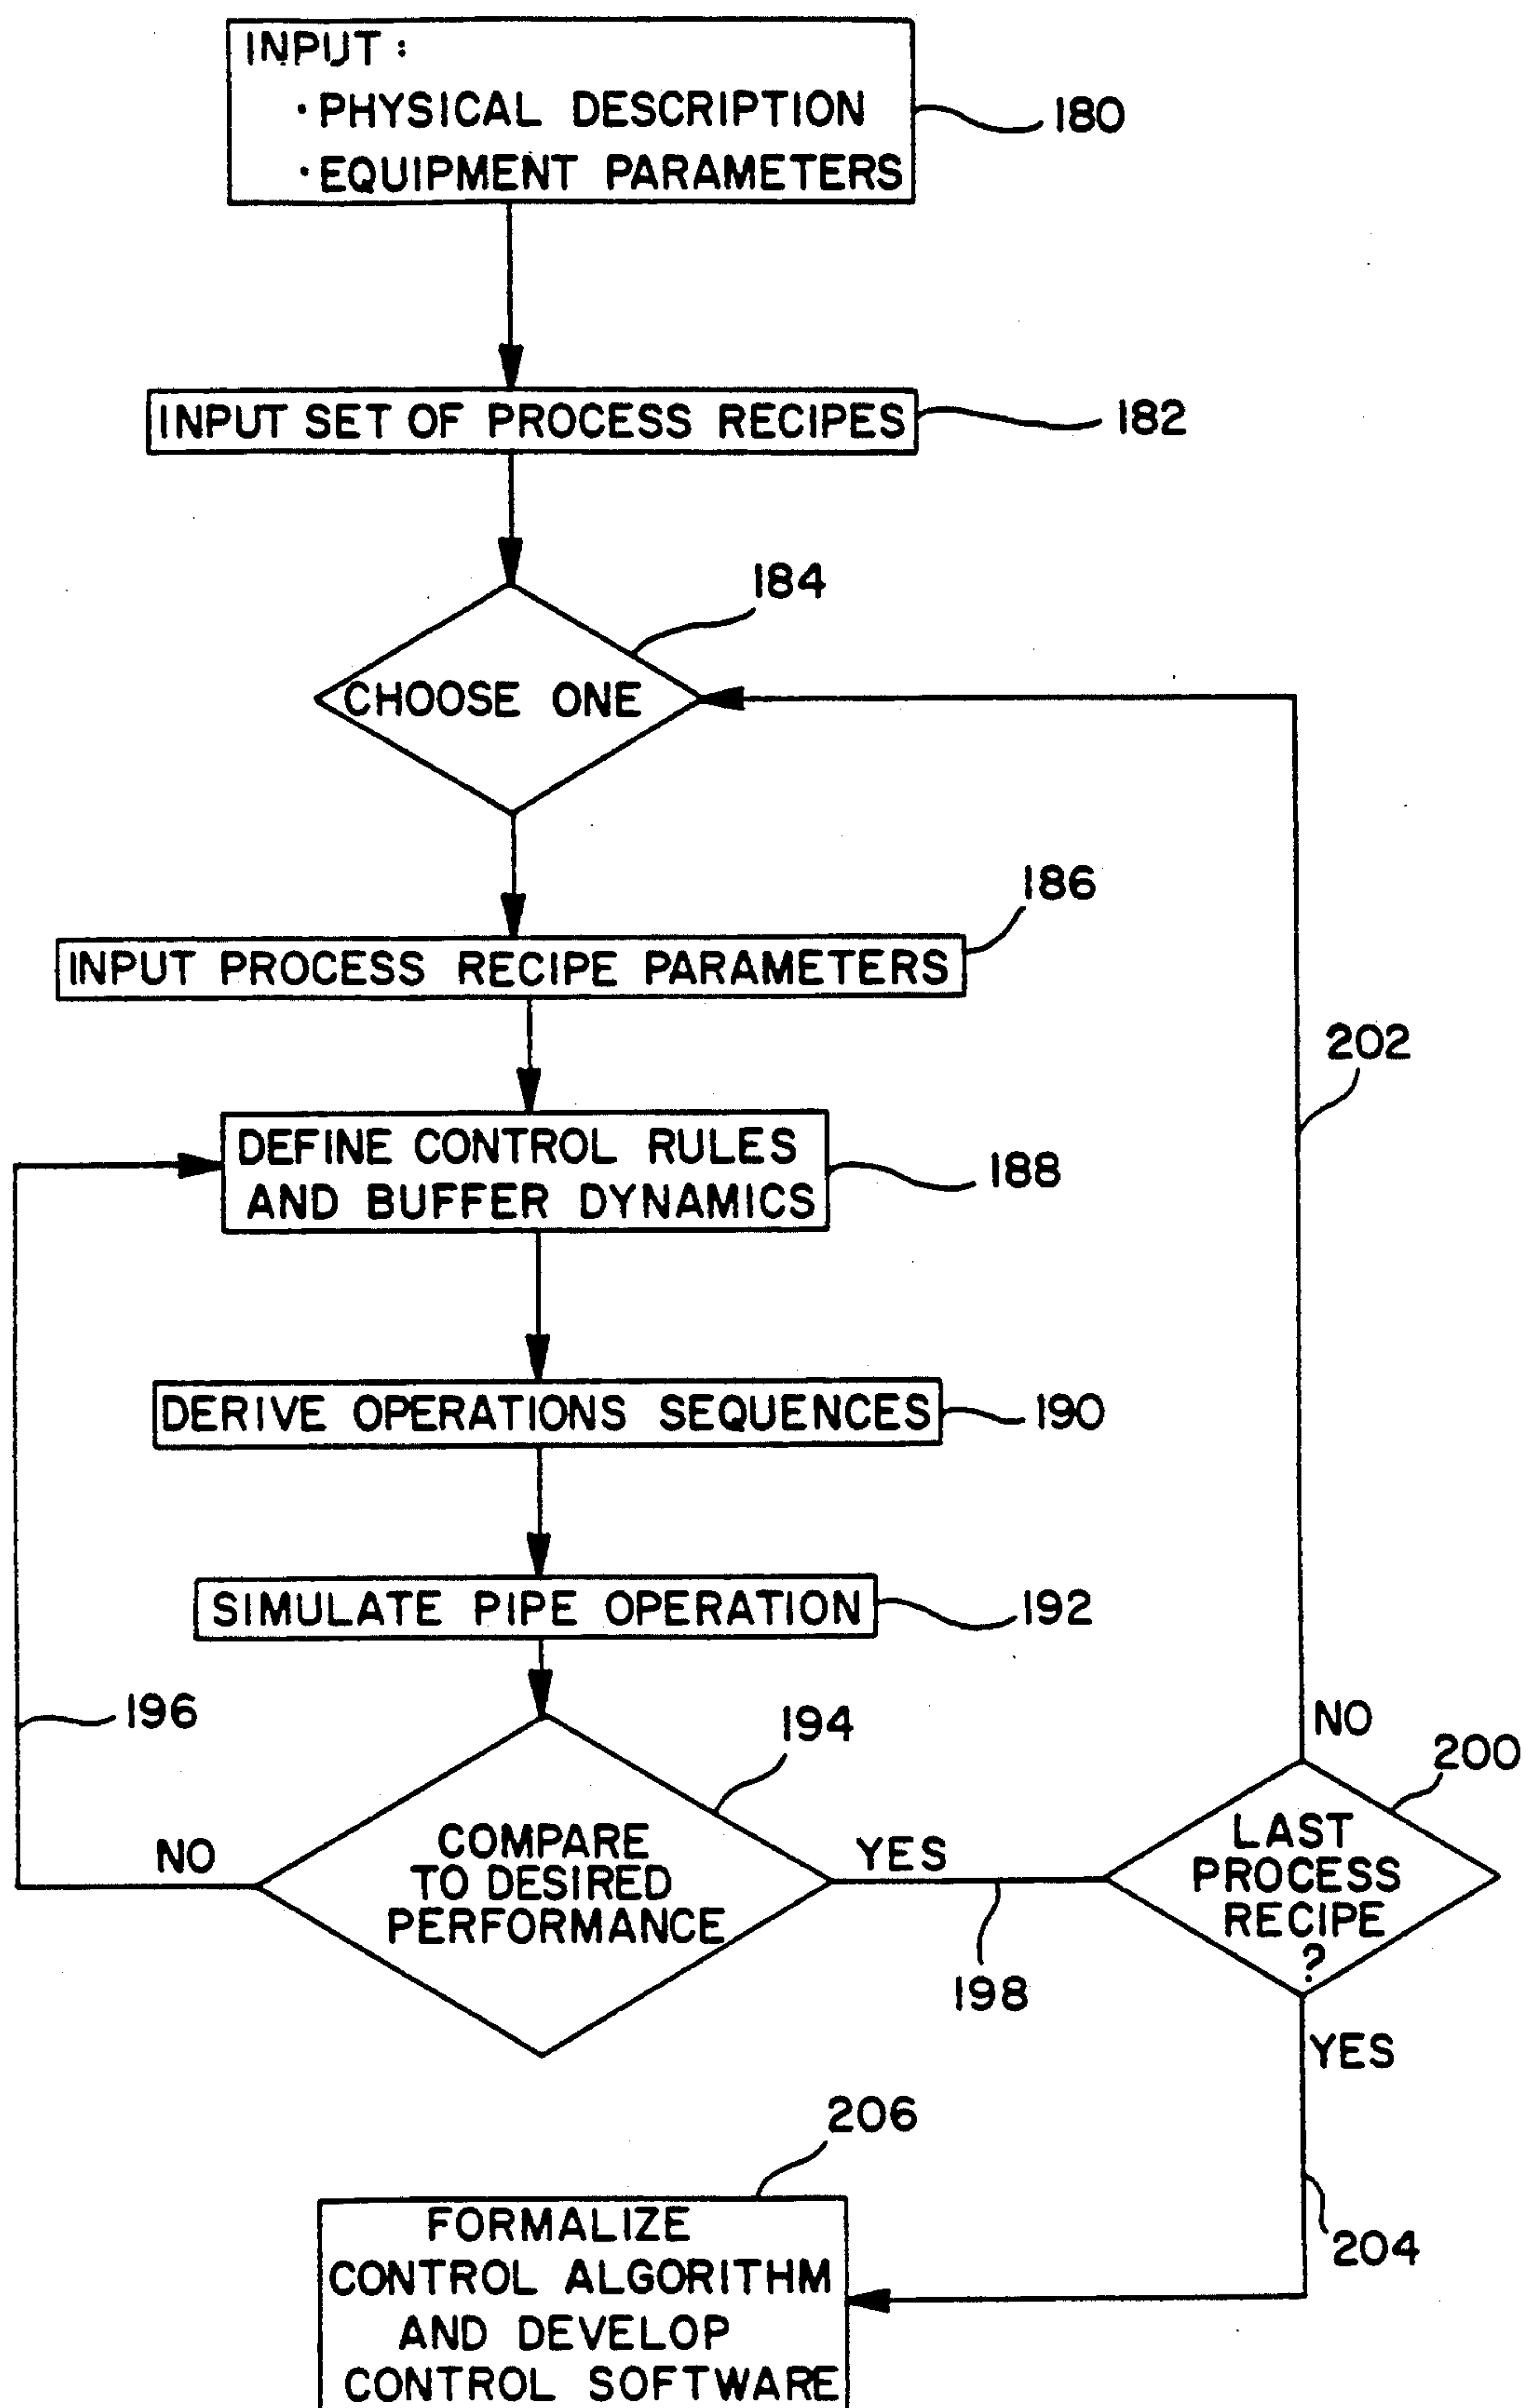 INPUT:
· PHYSICAL DESCRIPTION
180
· EQUIPMENT PARAMETERS
INPUT SET OF PROCESS RECIPES
182
184
CHOOSE ONE
186
INPUT PROCESS RECIPE PARAMETERS
202
DEFINE CONTROL RULES
AND BUFFER DYNAMICS
188
DERIVE OPERATIONS SEQUENCES
190
SIMULATE PIPE OPERATION
192
196
194
NO
200
COMPARE
TO DESIRED
PERFORMANCE
NO
YES
LAST
PROCESS
RECIPE
?
198
YES
206
204
FORMALIZE
CONTROL ALGORITHM
AND DEVELOP
CONTROL SOFTWARE